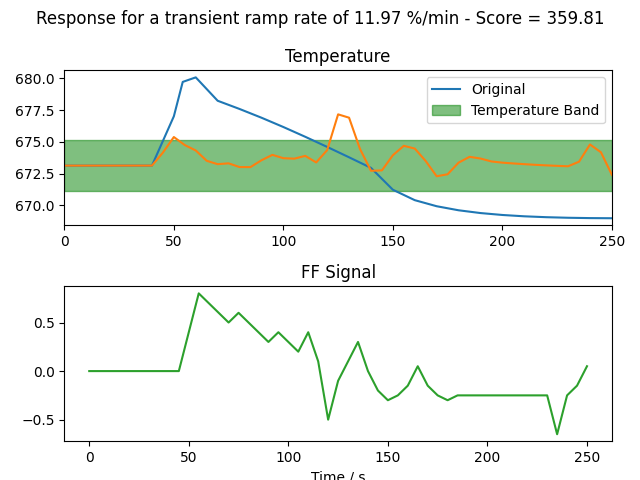 Response for a transient ramp rate of 11.97 %/min - Score = 359.81
Temperature
680.0
677.5
675.0
672.5
670.0
Original
Temperature Band
0 50 100 150 200 250
FF Signal
0.5
0.0
−0.5
0 50 100 150 200 250
Time / s